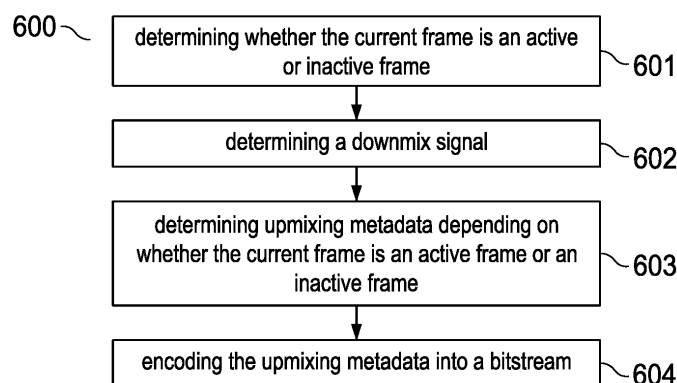 600
determining whether the current frame is an active
or inactive frame
601
determining a downmix signal
602
determining upmixing metadata depending on
whether the current frame is an active frame or an
inactive frame
603
encoding the upmixing metadata into a bitstream
604